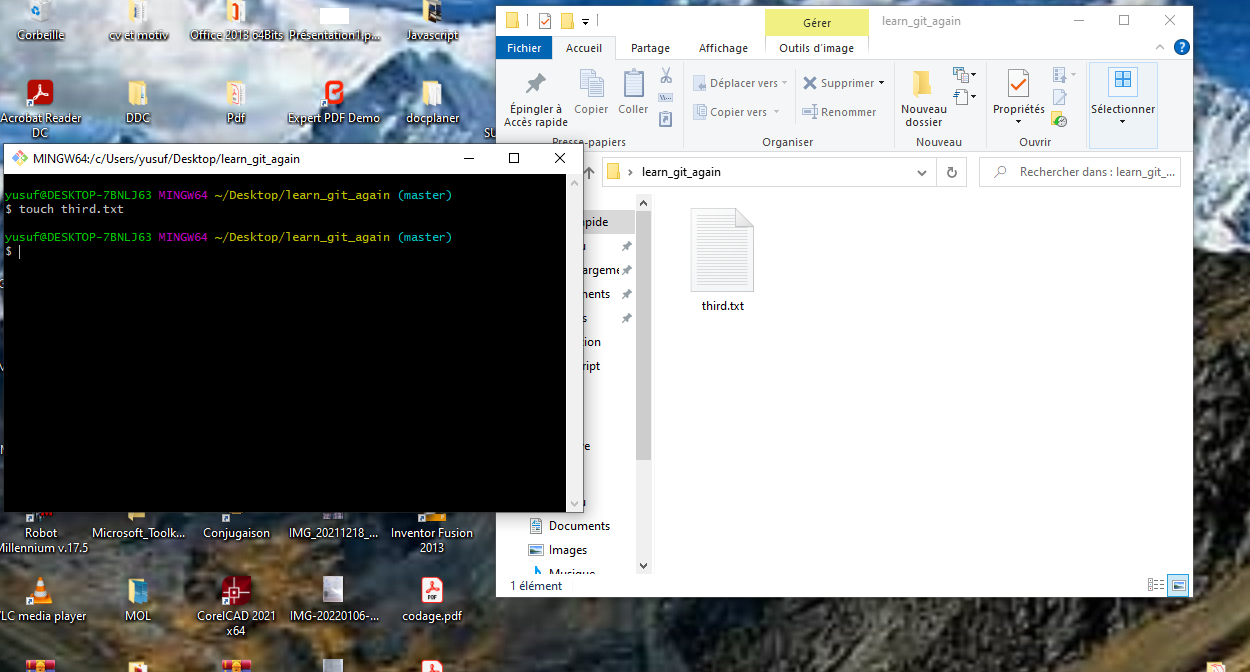 Corbeille
cv et motiv
Office 2013 64Bits
Présentation1.p...
Javascript
Acrobat Reader
DC
DDC
Pdf
Expert PDF Demo
docplaner
SU
Gérer
learn_git_again
Fichier
Accueil
Partage
Affichage
Outils d'image
Épingler à
Accès rapide
Copier
Coller
Déplacer vers
Copier vers
Supprimer
Renommer
Nouveau
dossier
Propriétés
Sélectionner
Presse-papiers
Organiser
Nouveau
Ouvrir
learn_git_again
Rechercher dans : learn_git_...
MINGW64:/c/Users/yusuf/Desktop/learn_git_again
yusuf@DESKTOP-7BNLJ63 MINGW64 ~/Desktop/learn_git_again (master)
$ touch third.txt
yusuf@DESKTOP-7BNLJ63 MINGW64 ~/Desktop/learn_git_again (master)
$
pide
u
argeme
nents
s
ion
ript
e
u
Documents
Images
Musique
third.txt
1 élément
Robot
Millennium v.17.5
Microsoft_Toolk...
Conjugaison
IMG_20211218_...
Inventor Fusion
2013
LC media player
MOL
CorelCAD 2021
x64
IMG-20220106-...
codage.pdf